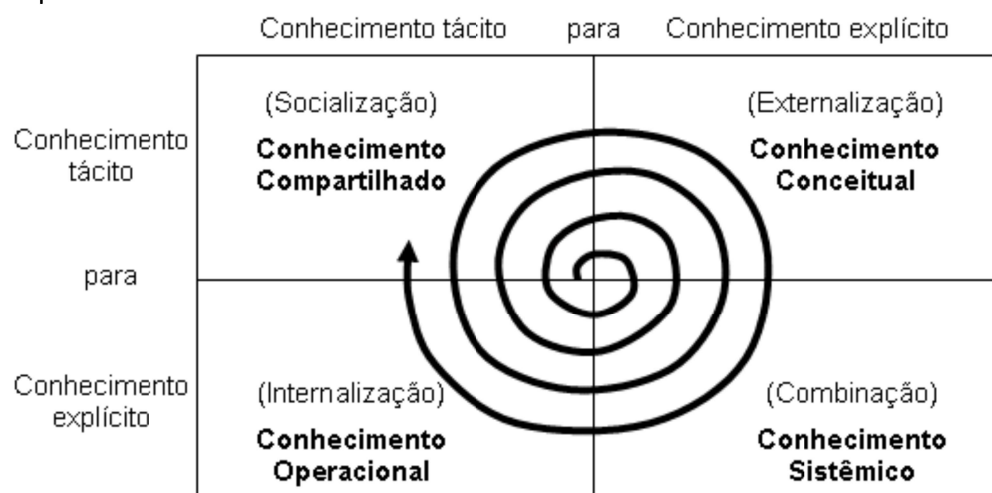 Conhecimento tácito para Conhecimento explícito
(Socialização)
Conhecimento
Compartilhado
(Externalização)
Conhecimento
Conceitual
Conhecimento
tácito
para
Conhecimento
explícito
(Internalização)
Conhecimento
Operacional
(Combinação)
Conhecimento
Sistêmico